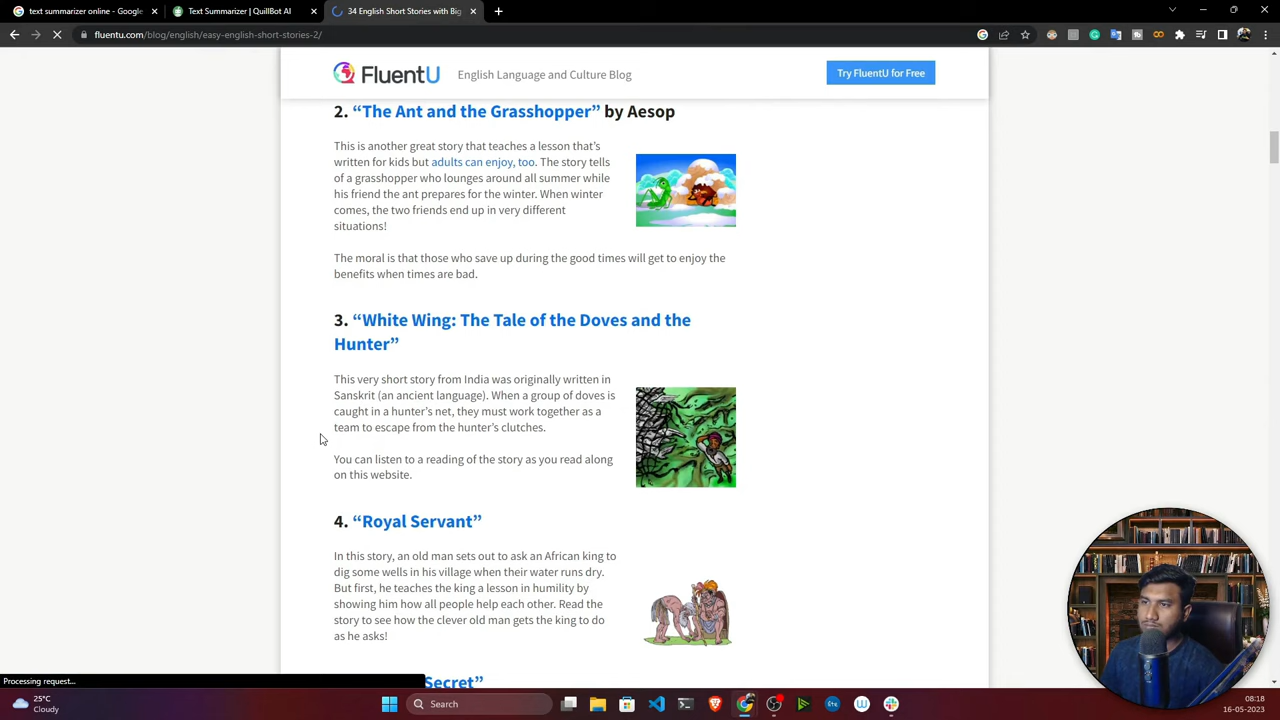 text summarizer online - Google
Text Summarizer | QuillBot AI
34 English Short Stories with Big
fluentu.com/blog/english/easy-english-short-stories-2/
FluentU
English Language and Culture Blog
Try FluentU for Free
2. “The Ant and the Grasshopper” by Aesop
This is another great story that teaches a lesson that’s
written for kids but adults can enjoy, too. The story tells
of a grasshopper who lounges around all summer while
his friend the ant prepares for the winter. When winter
comes, the two friends end up in very different
situations!
The moral is that those who save up during the good times will get to enjoy the
benefits when times are bad.
3. “White Wing: The Tale of the Doves and the
Hunter”
This very short story from India was originally written in
Sanskrit (an ancient language). When a group of doves is
caught in a hunter’s net, they must work together as a
team to escape from the hunter’s clutches.
You can listen to a reading of the story as you read along
on this website.
4. “Royal Servant”
In this story, an old man sets out to ask an African king to
dig some wells in his village when their water runs dry.
But first, he teaches the king a lesson in humility by
showing him how all people help each other. Read the
story to see how the clever old man gets the king to do
as he asks!
Secret”
Processing request...
25°C
Cloudy
Search
08:18
16-05-2023